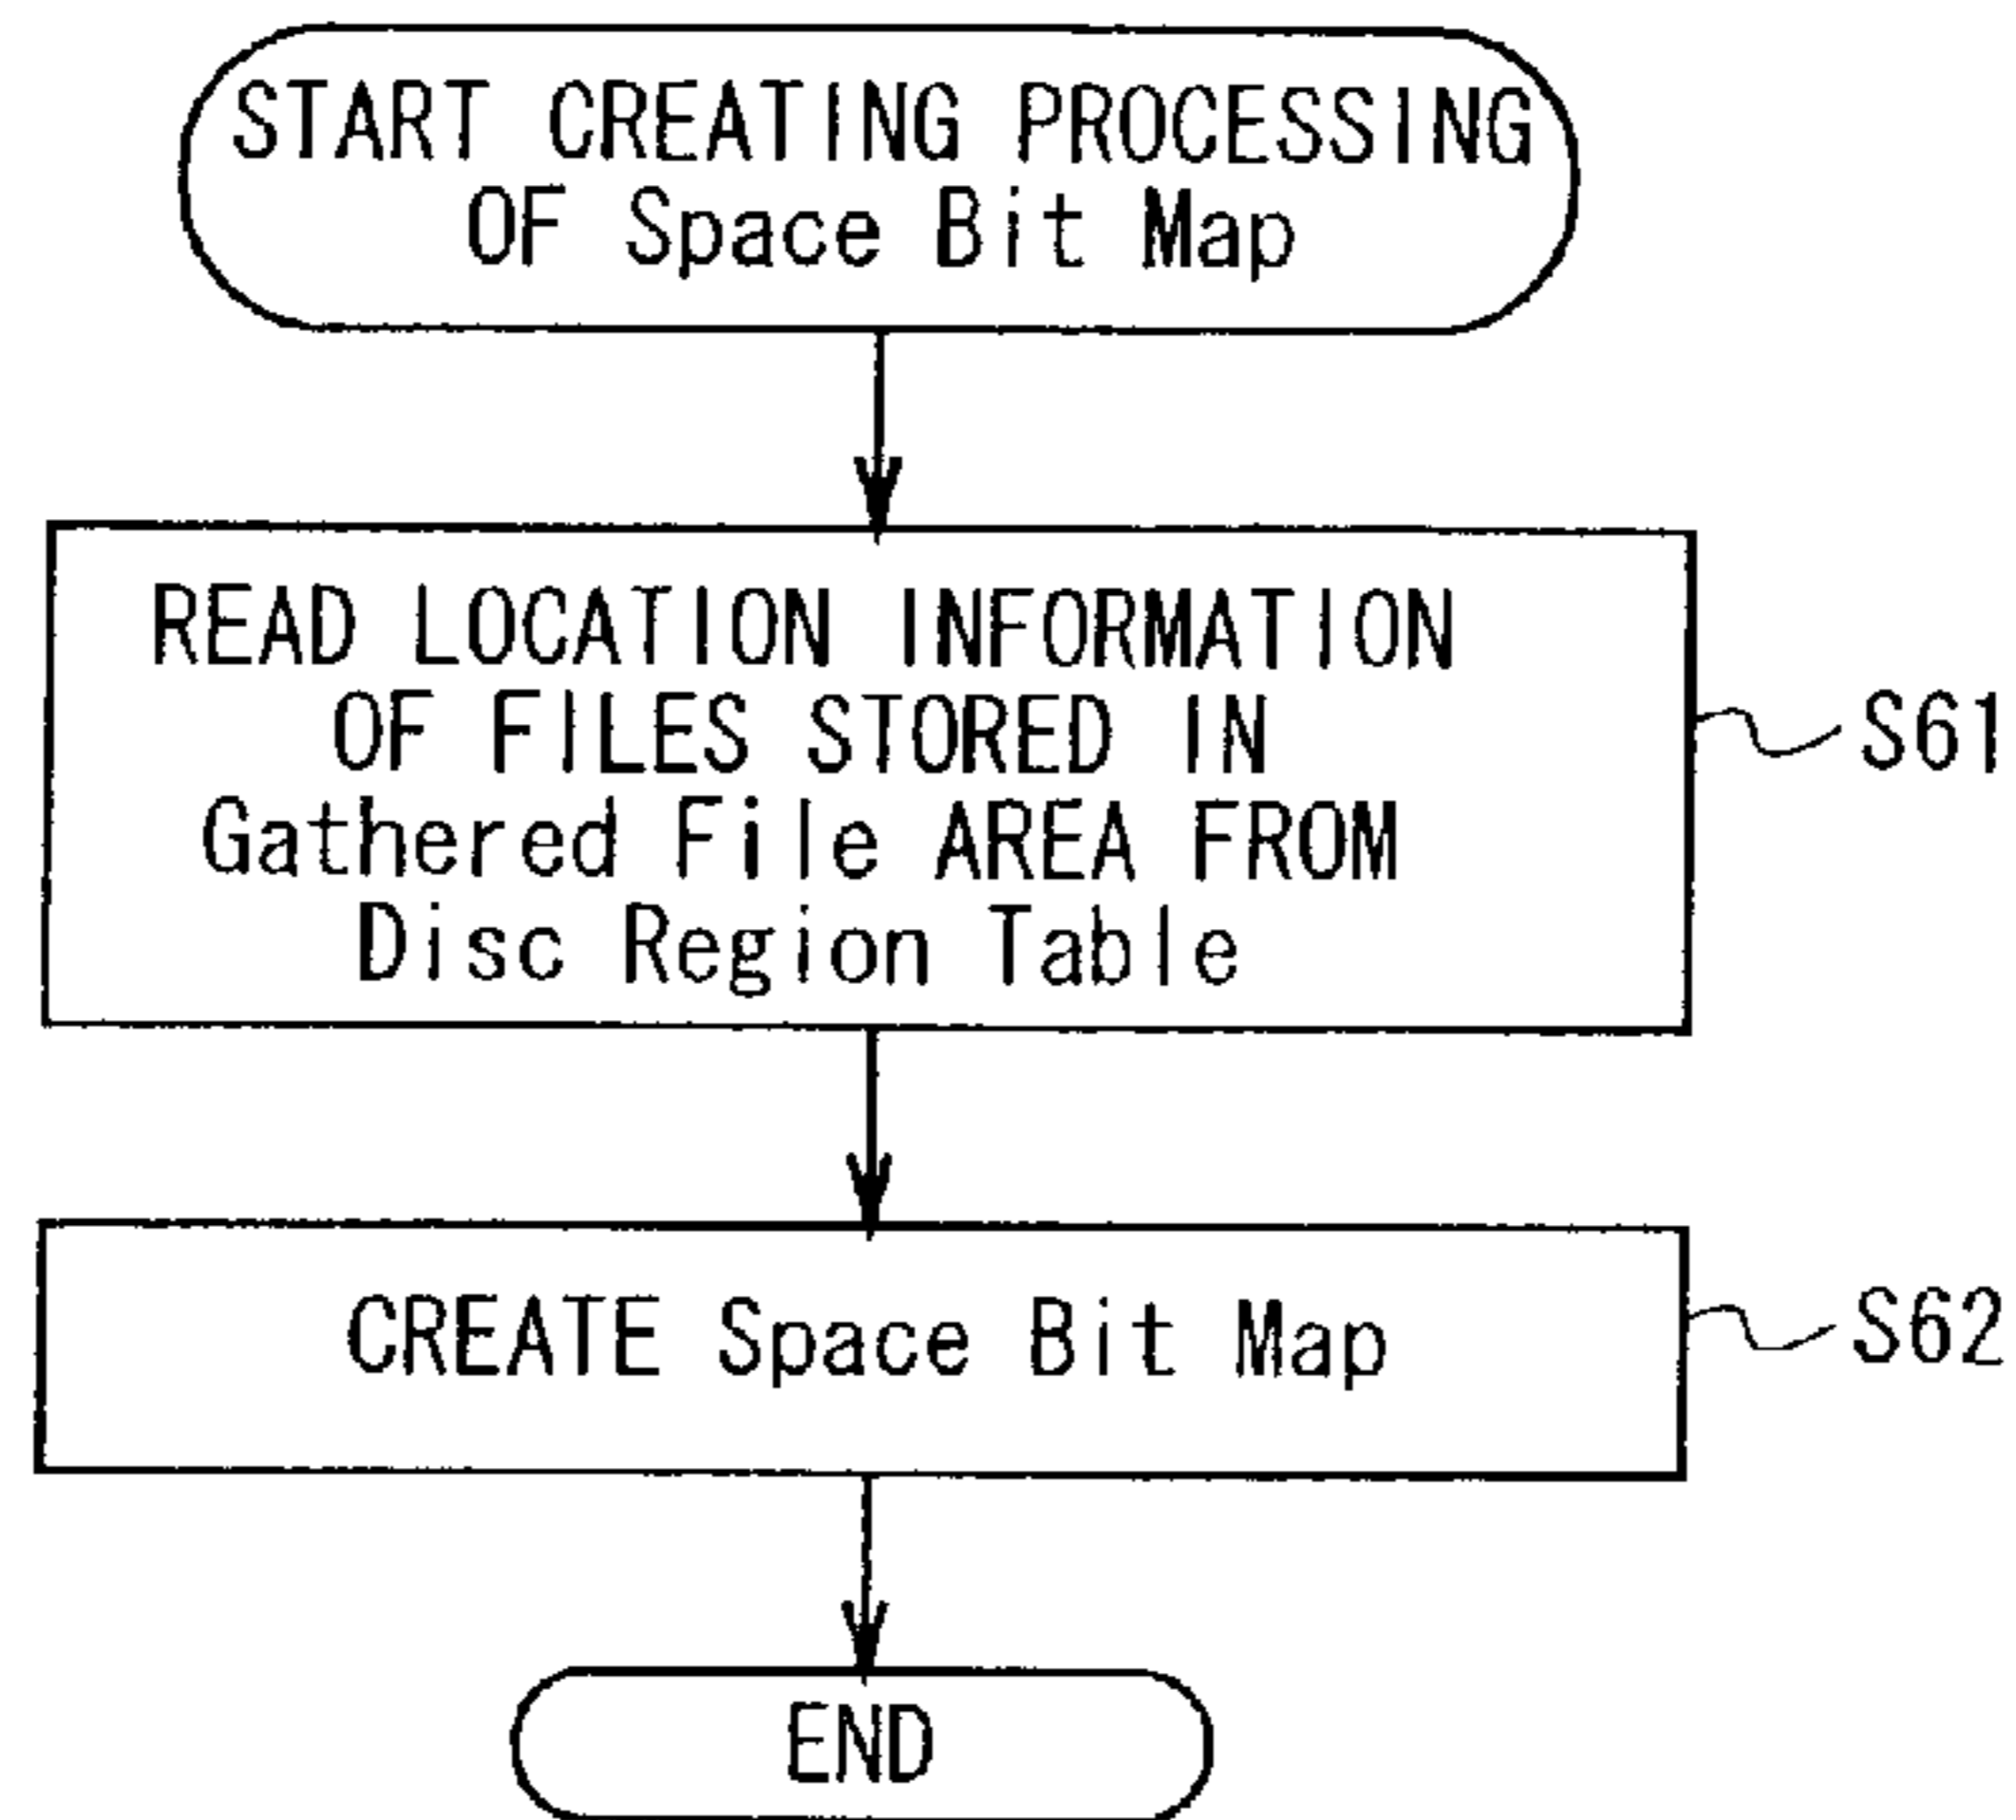 START CREATING PROCESSING
OF Space Bit Map
READ LOCATION INFORMATION
OF FILES STORED IN
Gathered File AREA FROM
Disc Region Table
S61
CREATE Space Bit Map
S62
END